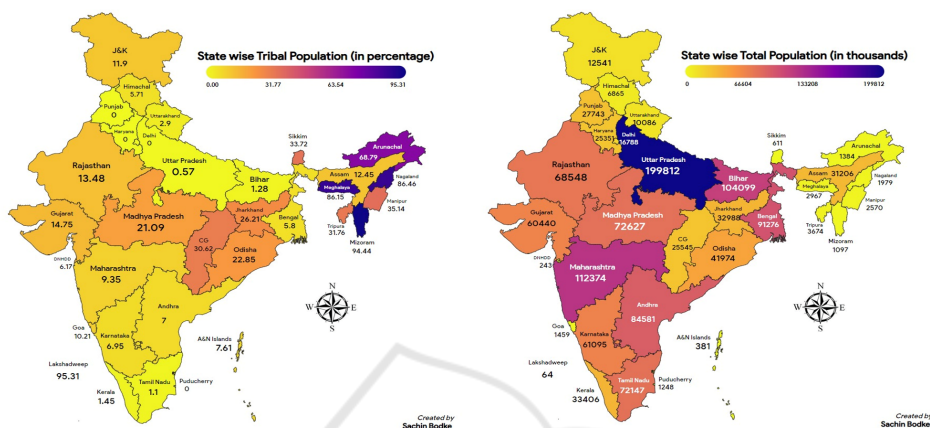 State wise Tribal Population (in percentage)
0.00 31.77 63.54 95.31
J&K
11.9
Himachal
5.71
Punjab
0
Uttarakhand
2.9
Haryana
0
Delhi
0
Rajasthan
13.48
Uttar Pradesh
0.57
Bihar
1.28
Sikkim
33.72
Arunachal
68.79
Assam 12.45
Nagaland
86.46
Meghalaya
86.15
Manipur
35.14
Tripura
31.76
Mizoram
94.44
Gujarat
14.75
Madhya Pradesh
21.09
Jharkhand
26.21
Bengal
5.8
CG
30.62
Odisha
22.85
DNHDD
6.17
Maharashtra
9.35
Andhra
7
Goa
10.21
Karnataka
6.95
A&N Islands
7.61
Lakshadweep
95.31
Kerala
1.45
Tamil Nadu
1.1
Puducherry
0
N
W E
S
Created by
Sachin Bodke
State wise Total Population (in thousands)
0 66604 133208 199812
J&K
12541
Himachal
6865
Punjab
27743
Uttarakhand
10086
Haryana
25351
Delhi
16788
Rajasthan
68548
Uttar Pradesh
199812
Bihar
104099
Sikkim
611
Arunachal
1384
Assam 31206
Nagaland
1979
Meghalaya
2967
Manipur
2570
Tripura
3674
Mizoram
1097
Gujarat
60440
Madhya Pradesh
72627
Jharkhand
32988
Bengal
91276
CG
25545
Odisha
41974
DNHDD
Maharashtra
112374
Andhra
84581
Goa
1459
Karnataka
61095
A&N Islands
381
Lakshadweep
64
Kerala
33406
Tamil Nadu
72147
Puducherry
1248
N
W E
S
Created by
Sachin Bodke